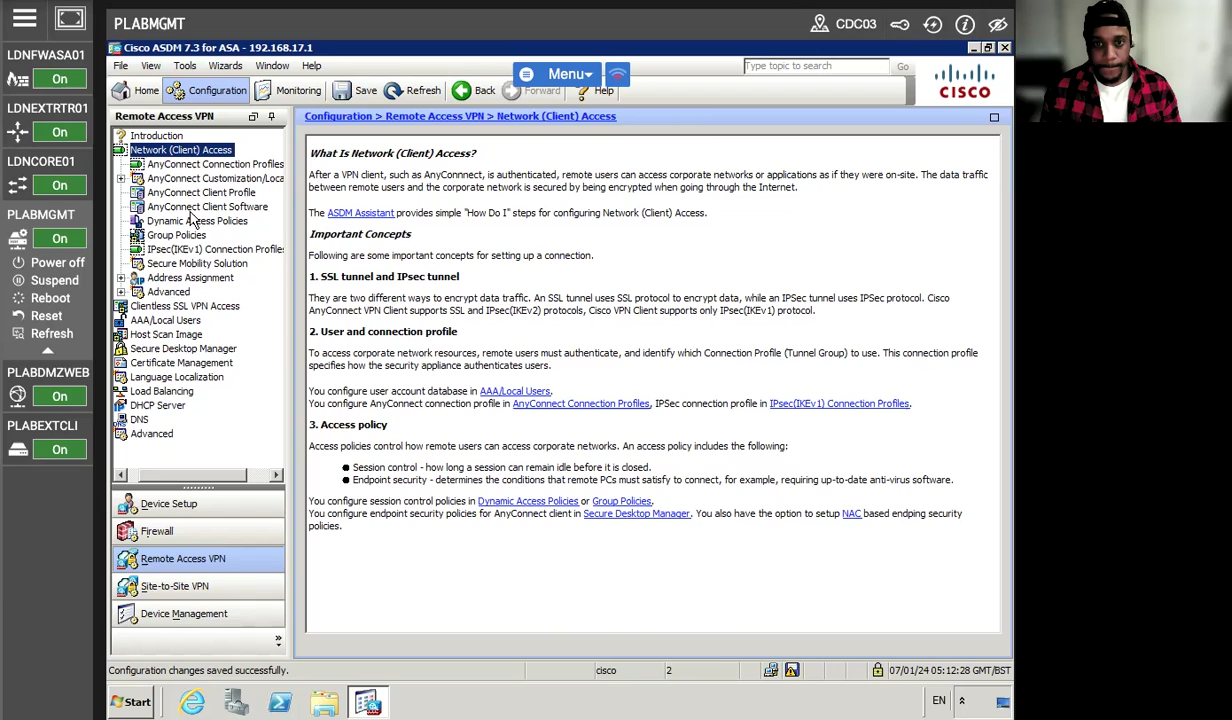 LDNFWASA01
On
LDNEXTRTR01
On
LDNCORE01
On
PLABMGMT
On
Power off
Suspend
Reboot
Reset
Refresh
PLABDMZWEB
On
PLABEXTCLI
On
PLABMGMT
CDC03
Cisco ASDM 7.3 for ASA - 192.168.17.1
File View Tools Wizards Window Help
Type topic to search Go
Menu
Home Configuration Monitoring Save Refresh Back Forward Help
CISCO
Remote Access VPN
Introduction
Network (Client) Access
AnyConnect Connection Profiles
AnyConnect Customization/Loca
AnyConnect Client Profile
AnyConnect Client Software
Dynamic Access Policies
Group Policies
IPsec(IKEv1) Connection Profiles
Secure Mobility Solution
Address Assignment
Advanced
Clientless SSL VPN Access
AAA/Local Users
Host Scan Image
Secure Desktop Manager
Certificate Management
Language Localization
Load Balancing
DHCP Server
DNS
Advanced
Device Setup
Firewall
Remote Access VPN
Site-to-Site VPN
Device Management
Configuration > Remote Access VPN > Network (Client) Access
What Is Network (Client) Access?
After a VPN client, such as AnyConnnect, is authenticated, remote users can access corporate networks or applications as if they were on-site. The data traffic
between remote users and the corporate network is secured by being encrypted when going through the Internet.
The ASDM Assistant provides simple "How Do I" steps for configuring Network (Client) Access.
Important Concepts
Following are some important concepts for setting up a connection.
1. SSL tunnel and IPsec tunnel
They are two different ways to encrypt data traffic. An SSL tunnel uses SSL protocol to encrypt data, while an IPSec tunnel uses IPSec protocol. Cisco
AnyConnect VPN Client supports SSL and IPsec(IKEv2) protocols, Cisco VPN Client supports only IPsec(IKEv1) protocol.
2. User and connection profile
To access corporate network resources, remote users must authenticate, and identify which Connection Profile (Tunnel Group) to use. This connection profile
specifies how the security appliance authenticates users.
You configure user account database in AAA/Local Users.
You configure AnyConnect connection profile in AnyConnect Connection Profiles, IPSec connection profile in IPsec(IKEv1) Connection Profiles.
3. Access policy
Access policies control how remote users can access corporate networks. An access policy includes the following:
Session control - how long a session can remain idle before it is closed.
Endpoint security - determines the conditions that remote PCs must satisfy to connect, for example, requiring up-to-date anti-virus software.
You configure session control policies in Dynamic Access Policies or Group Policies.
You configure endpoint security policies for AnyConnect client in Secure Desktop Manager. You also have the option to setup NAC based endping security
policies.
Configuration changes saved successfully.
cisco
2
07/01/24 05:12:28 GMT/BST
Start
EN